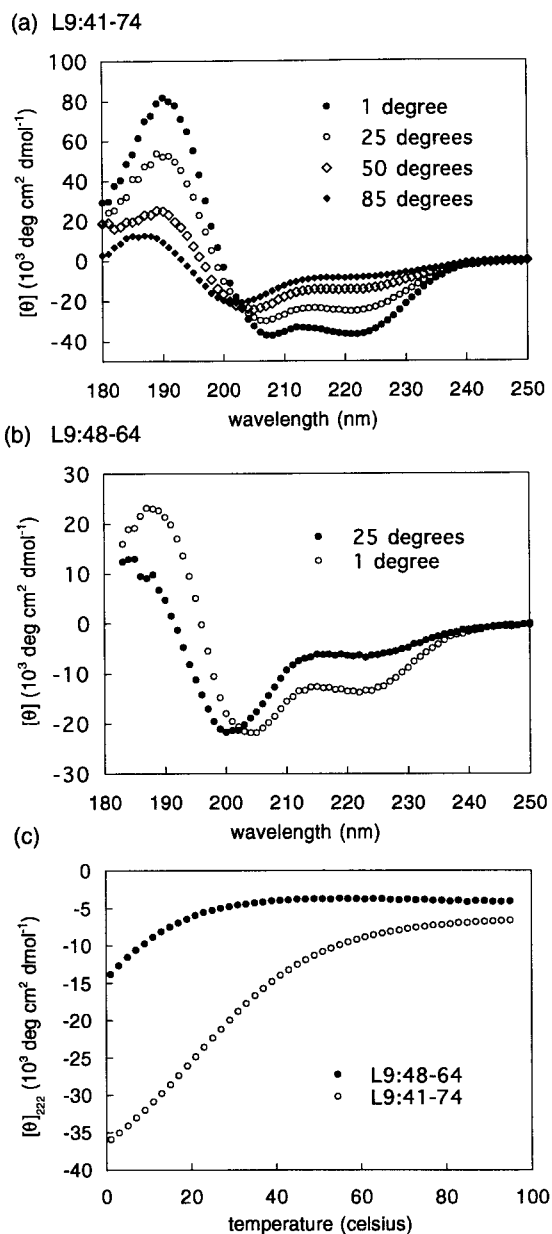 (a) L9:41-74
100
80
60
40
20
0
-20
-40
[θ] (10³ deg cm² dmol⁻¹)
1 degree
25 degrees
50 degrees
85 degrees
180 190 200 210 220 230 240 250
wavelength (nm)
(b) L9:48-64
30
20
10
0
-10
-20
-30
[θ] (10³ deg cm² dmol⁻¹)
25 degrees
1 degree
180 190 200 210 220 230 240 250
wavelength (nm)
(c)
0
-5
-10
-15
-20
-25
-30
-35
-40
[θ]₂₂₂ (10³ deg cm² dmol⁻¹)
L9:48-64
L9:41-74
0 20 40 60 80 100
temperature (celsius)